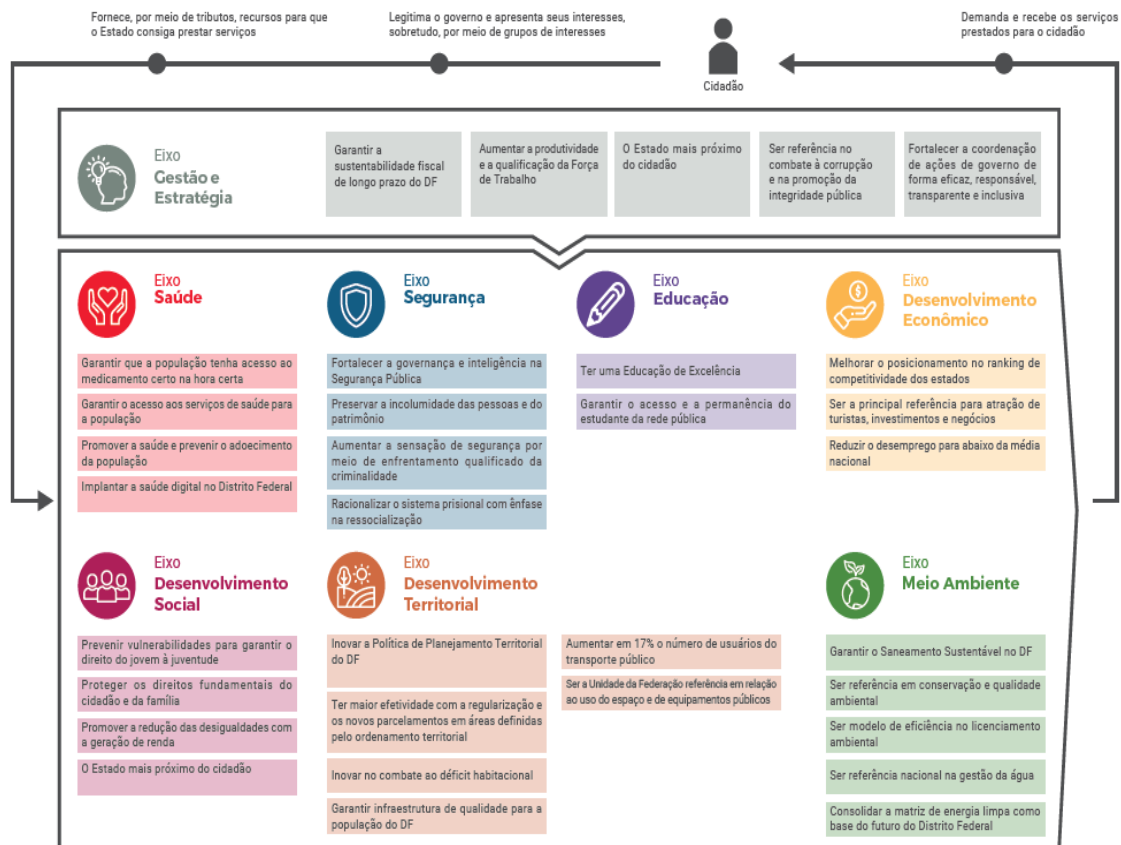 Fornece, por meio de tributos, recursos para que
o Estado consiga prestar serviços
Legitima o governo e apresenta seus interesses,
sobretudo, por meio de grupos de interesses
Demanda e recebe os serviços
prestados para o cidadão
Cidadão
Eixo
Gestão e
Estratégia
Garantir a
sustentabilidade fiscal
de longo prazo do DF
Aumentar a produtividade
e a qualificação da Força
de Trabalho
O Estado mais próximo
do cidadão
Ser referência no
combate à corrupção
e na promoção da
integridade pública
Fortalecer a coordenação
de ações de governo de
forma eficaz, responsável,
transparente e inclusiva
Eixo
Saúde
Garantir que a população tenha acesso ao
medicamento certo na hora certa
Garantir o acesso aos serviços de saúde para
a população
Promover a saúde e prevenir o adoecimento
da população
Implantar a saúde digital no Distrito Federal
Eixo
Segurança
Fortalecer a governança e inteligência na
Segurança Pública
Preservar a incolumidade das pessoas e do
patrimônio
Aumentar a sensação de segurança por
meio de enfrentamento qualificado da
criminalidade
Racionalizar o sistema prisional com ênfase
na ressocialização
Eixo
Educação
Ter uma Educação de Excelência
Garantir o acesso e a permanência do
estudante da rede pública
Eixo
Desenvolvimento
Econômico
Melhorar o posicionamento no ranking de
competitividade dos estados
Ser a principal referência para atração de
turistas, investimentos e negócios
Reduzir o desemprego para abaixo da média
nacional
Eixo
Desenvolvimento
Social
Prevenir vulnerabilidades para garantir o
direito do jovem à juventude
Proteger os direitos fundamentais do
cidadão e da família
Promover a redução das desigualdades com
a geração de renda
O Estado mais próximo do cidadão
Eixo
Desenvolvimento
Territorial
Inovar a Política de Planejamento Territorial
do DF
Ter maior efetividade com a regularização e
os novos parcelamentos em áreas definidas
pelo ordenamento territorial
Inovar no combate ao déficit habitacional
Garantir infraestrutura de qualidade para a
população do DF
Aumentar em 17% o número de usuários do
transporte público
Ser a Unidade da Federação referência em relação
ao uso do espaço e de equipamentos públicos
Eixo
Meio Ambiente
Garantir o Saneamento Sustentável no DF
Ser referência em conservação e qualidade
ambiental
Ser modelo de eficiência no licenciamento
ambiental
Ser referência nacional na gestão da água
Consolidar a matriz de energia limpa como
base do futuro do Distrito Federal